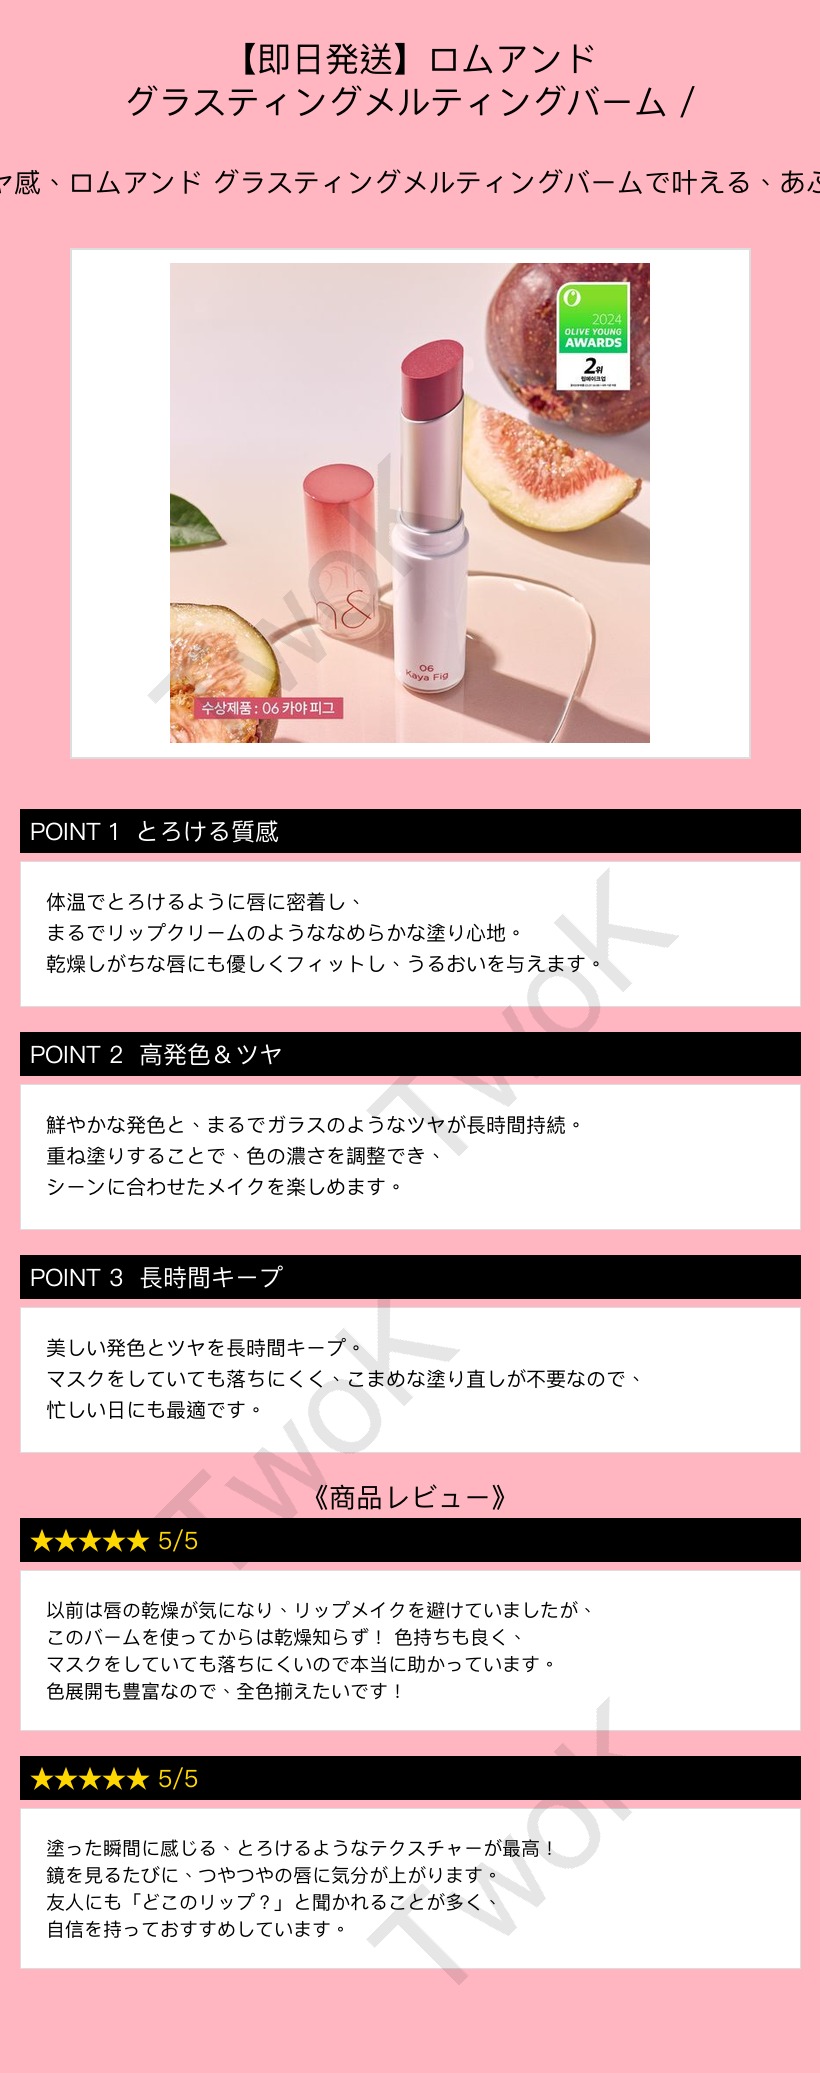 【即日発送】ロムアンド
グラスティングメルティングバーム /
ヤ感、ロムアンド グラスティングメルティングバームで叶える、あぷ
2024
OLIVE YOUNG
AWARDS
2위
n&
06
Kaya Fig
수상제품 : 06 카야 피그
TwoK
POINT 1 とろける質感
体温でとろけるように唇に密着し、
まるでリップクリームのようななめらかな塗り心地。
乾燥しがちな唇にも優しくフィットし、うるおいを与えます。
TwoK
POINT 2 高発色＆ツヤ
鮮やかな発色と、まるでガラスのようなツヤが長時間持続。
重ね塗りすることで、色の濃さを調整でき、
シーンに合わせたメイクを楽しめます。
POINT 3 長時間キープ
美しい発色とツヤを長時間キープ。
マスクをしていても落ちにくく、こまめな塗り直しが不要なので、
忙しい日にも最適です。
TwoK
《商品レビュー》
★★★★★ 5/5
以前は唇の乾燥が気になり、リップメイクを避けていましたが、
このバームを使ってからは乾燥知らず！ 色持ちも良く、
マスクをしていても落ちにくいので本当に助かっています。
色展開も豊富なので、全色揃えたいです！
★★★★★ 5/5
塗った瞬間に感じる、とろけるようなテクスチャーが最高！
鏡を見るたびに、つやつやの唇に気分が上がります。
友人にも「どこのリップ？」と聞かれることが多く、
自信を持っておすすめしています。
TwoK